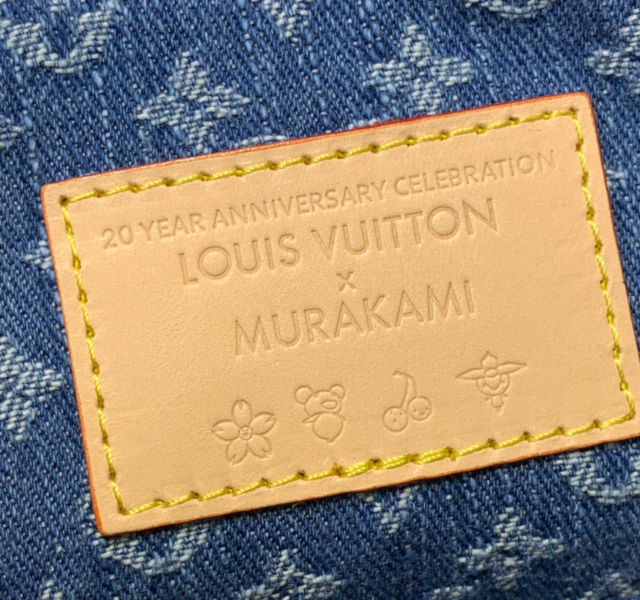 20 YEAR ANNIVERSARY CELEBRATION
LOUIS VUITTON
×
MURAKAMI